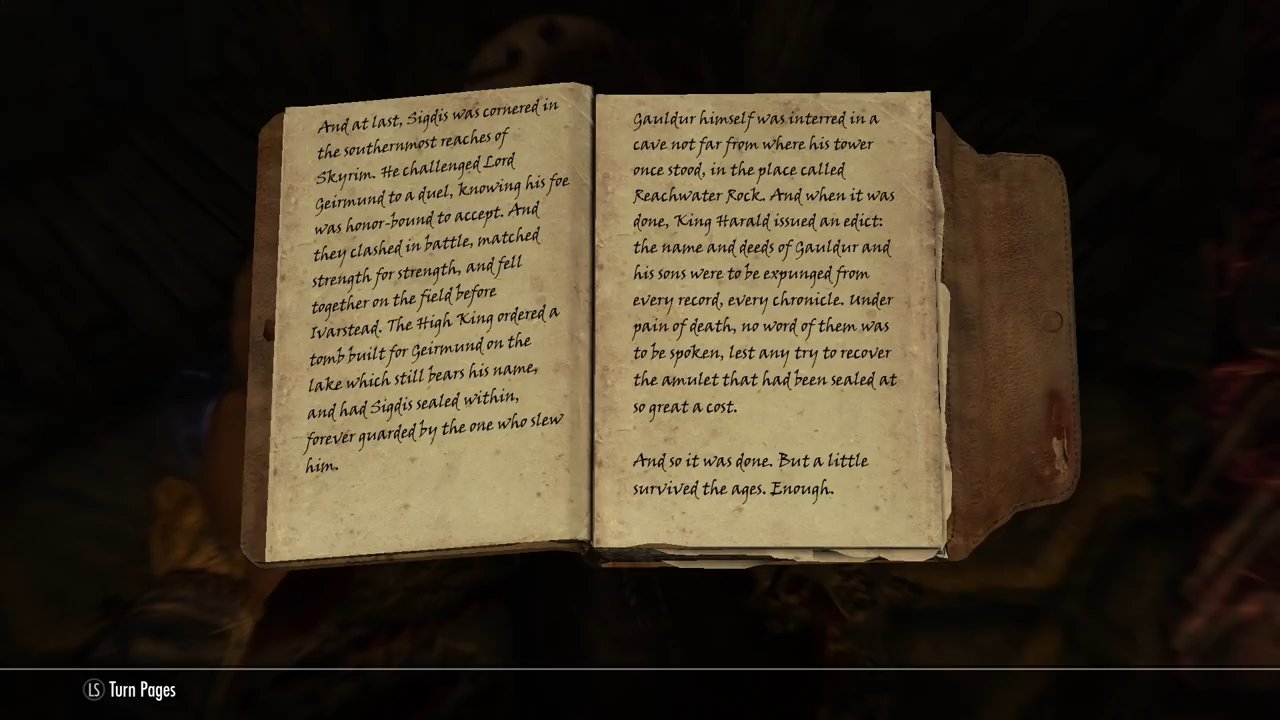 And at last, Sigdis was cornered in
the southernmost reaches of
Skyrim. He challenged Lord
Geirmund to a duel, knowing his foe
was honor-bound to accept. And
they clashed in battle, matched
strength for strength, and fell
together on the field before
Ivarstead. The High King ordered a
tomb built for Geirmund on the
lake which still bears his name,
and had Sigdis sealed within,
forever guarded by the one who slew
him.
Gauldur himself was interred in a
cave not far from where his tower
once stood, in the place called
Reachwater Rock. And when it was
done, King Harald issued an edict:
the name and deeds of Gauldur and
his sons were to be expunged from
every record, every chronicle. Under
pain of death, no word of them was
to be spoken, lest any try to recover
the amulet that had been sealed at
so great a cost.
And so it was done. But a little
survived the ages. Enough.
LS Turn Pages